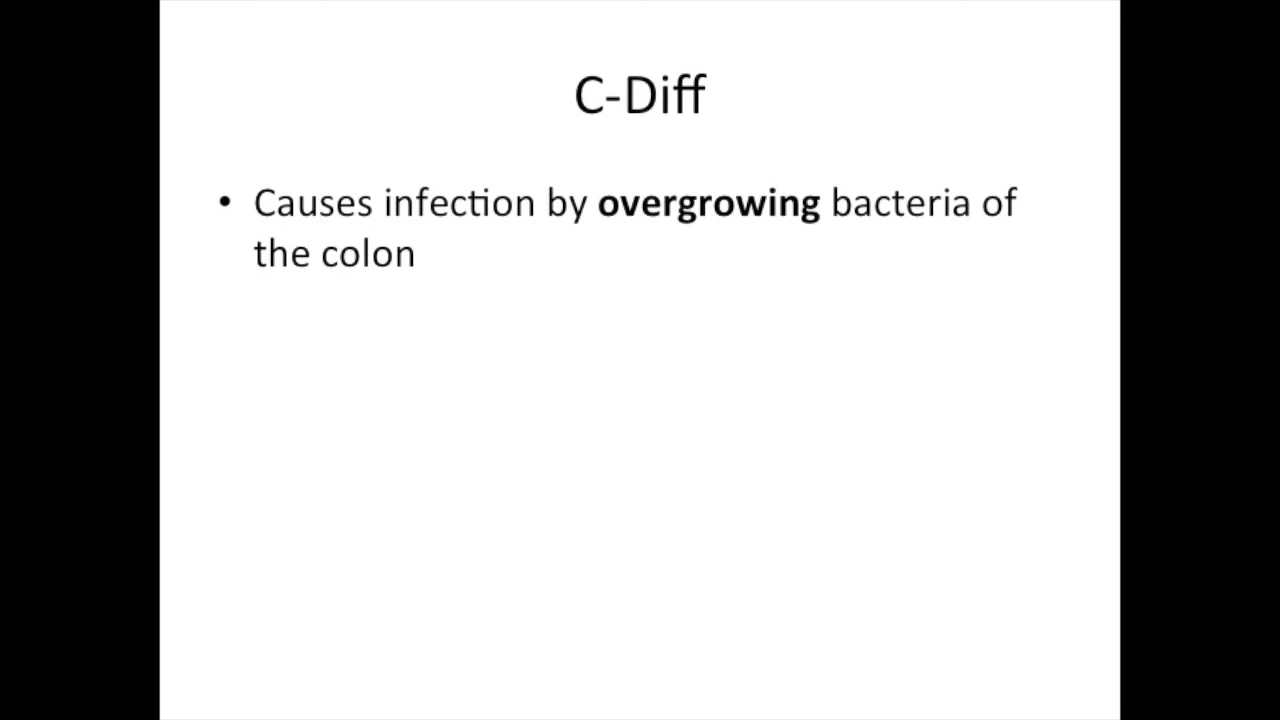 C-Diff
• Causes infection by overgrowing bacteria of
the colon